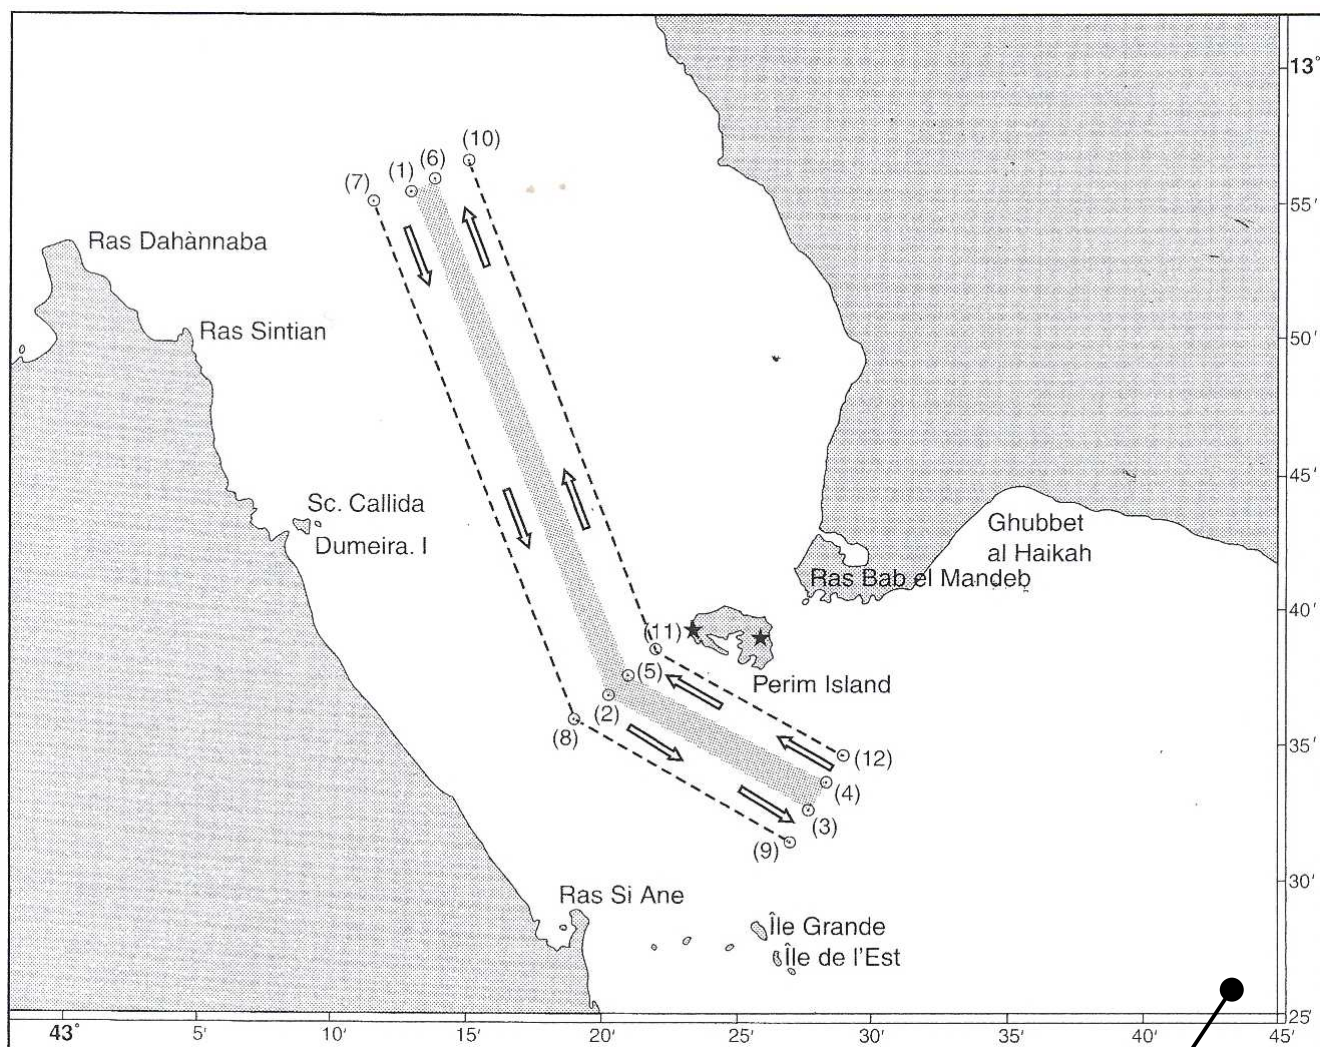 13°
(10)
(6)
(1)
(7)
55′
Ras Dahànnaba
Ras Sintian
50′
45′
Sc. Callida
Dumeira. I
Ghubbet
al Haikah
Ras Bab el Mandeb
40′
(11)
(5)
Perim Island
(2)
(8)
35′
(12)
(4)
(3)
(9)
30′
Ras Si Ane
Île Grande
Île de l'Est
25′
43° 5′ 10′ 15′ 20′ 25′ 30′ 35′ 40′ 45′